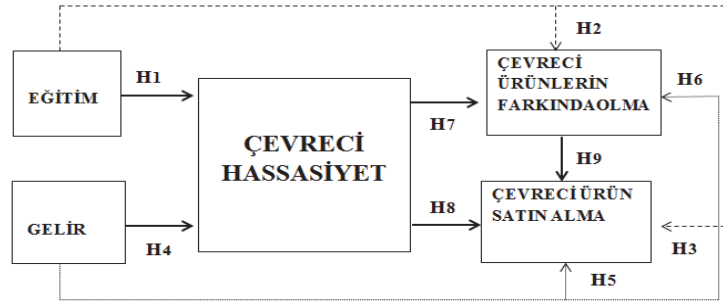 H2
ÇEVRECİ
ÜRÜNLERİN
FARKINDAOLMA
H1
EĞİTİM
H6
H7
ÇEVRECİ
HASSASİYET
H9
ÇEVRECİ ÜRÜN
SATIN ALMA
H8
GELİR
H4
H3
H5